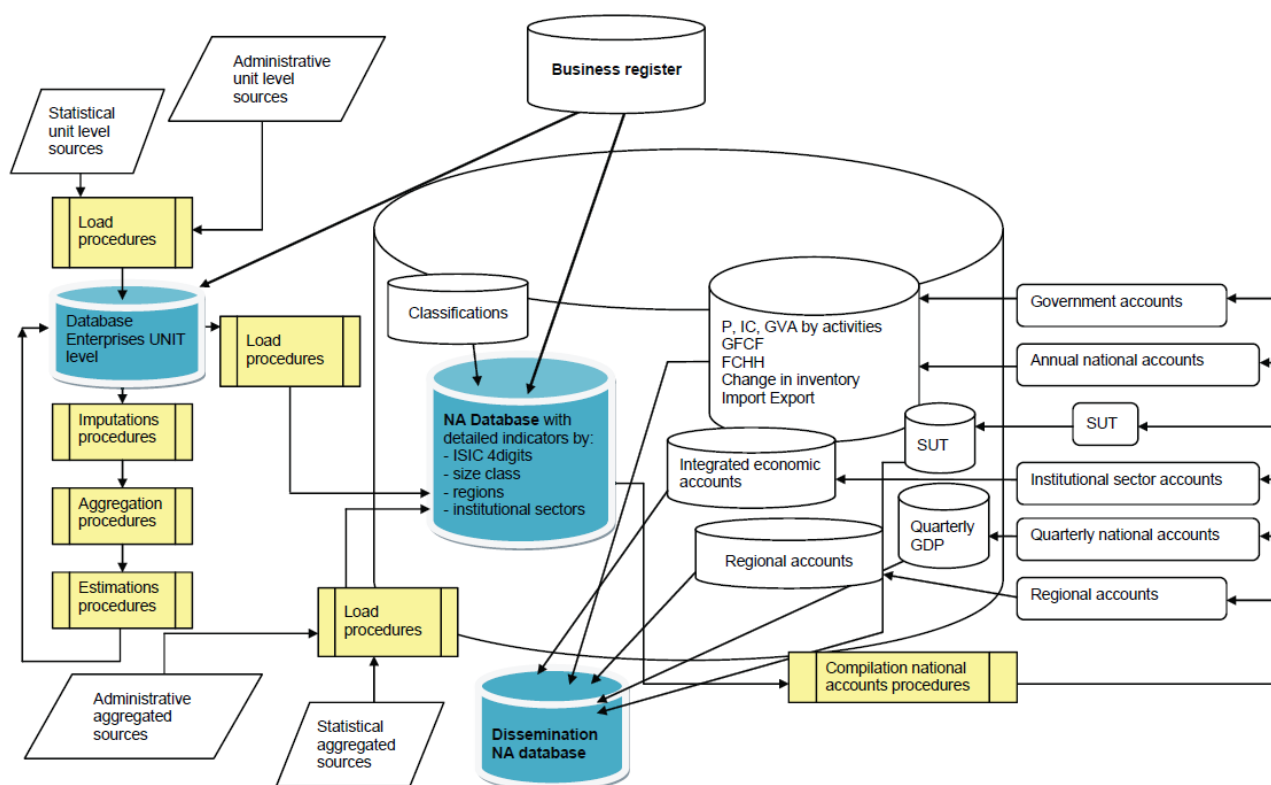 Business register
Administrative
unit level
sources
Statistical
unit level
sources
Load
procedures
Database
Enterprises UNIT
level
Load
procedures
Imputations
procedures
Aggregation
procedures
Estimations
procedures
Administrative
aggregated
sources
Load
procedures
Statistical
aggregated
sources
Classifications
NA Database with
detailed indicators by:
- ISIC 4digits
- size class
- regions
- institutional sectors
P, IC, GVA by activities
GFCF
FCHH
Change in inventory
Import Export
SUT
Integrated economic
accounts
Quarterly
GDP
Regional accounts
Government accounts
Annual national accounts
SUT
Institutional sector accounts
Quarterly national accounts
Regional accounts
Compilation national
accounts procedures
Dissemination
NA database